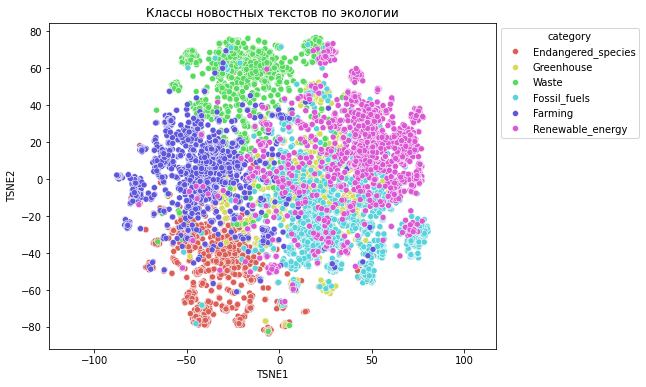 Классы новостных текстов по экологии
category
Endangered_species
Greenhouse
Waste
Fossil_fuels
Farming
Renewable_energy
TSNE2
80
60
40
20
0
−20
−40
−60
−80
−100
−50
0
50
100
TSNE1